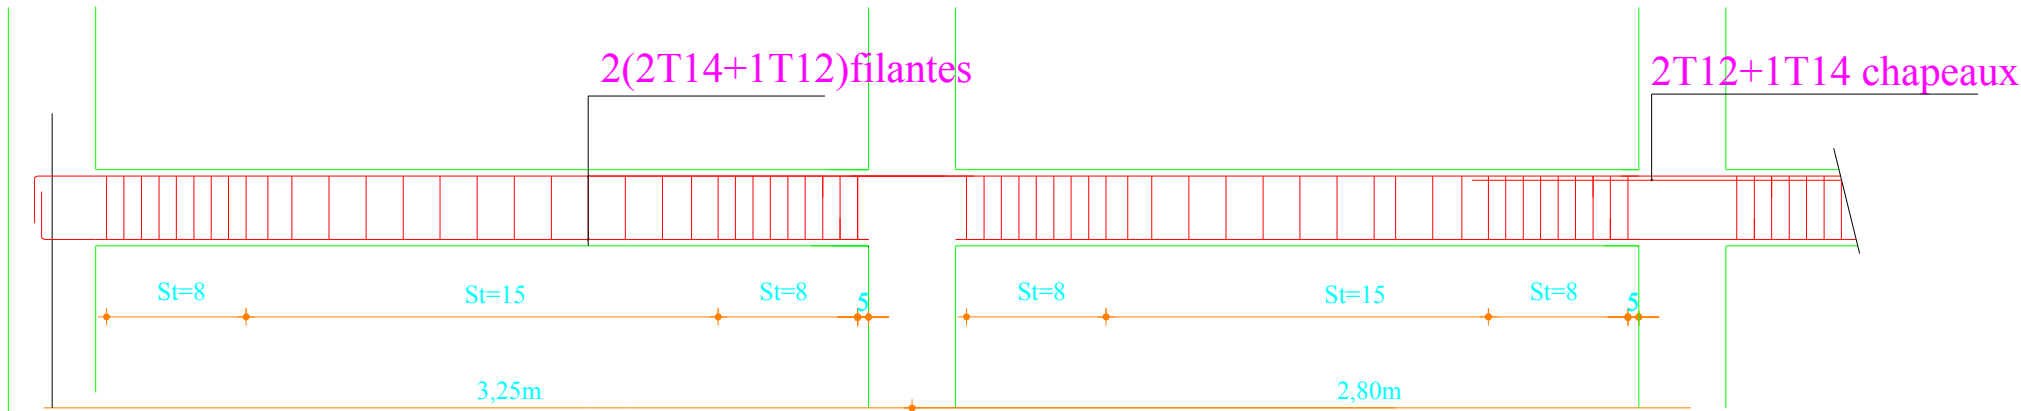 2(2T14+1T12)filantes
2T12+1T14 chapeaux
St=8
St=15
St=8
5
St=8
St=15
St=8
5
3,25m
2,80m